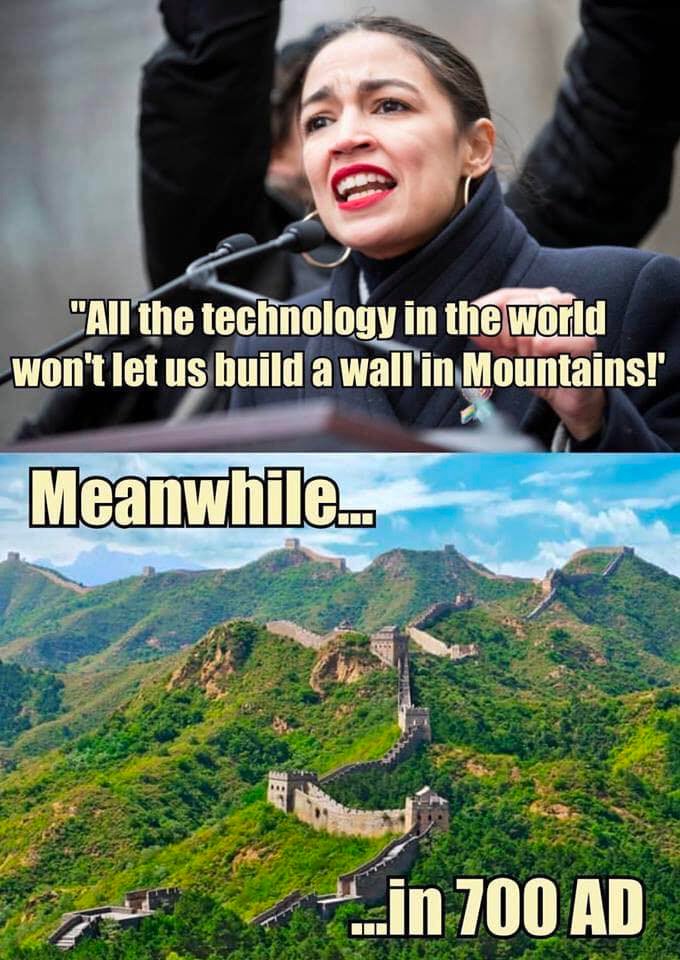 "All the technology in the world
won't let us build a wall in Mountains!'
Meanwhile...
...in 700 AD